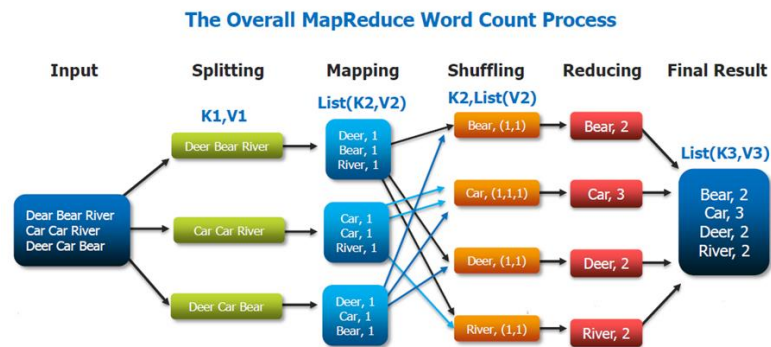 The Overall MapReduce Word Count Process
Input
Splitting
Mapping
Shuffling
Reducing
Final Result
K1,V1
List(K2,V2)
K2,List(V2)
List(K3,V3)
Dear Bear River
Car Car River
Deer Car Bear
Deer Bear River
Car Car River
Deer Car Bear
Deer, 1
Bear, 1
River, 1
Car, 1
Car, 1
River, 1
Deer, 1
Car, 1
Bear, 1
Bear, (1,1)
Car, (1,1,1)
Deer, (1,1)
River, (1,1)
Bear, 2
Car, 3
Deer, 2
River, 2
Bear, 2
Car, 3
Deer, 2
River, 2